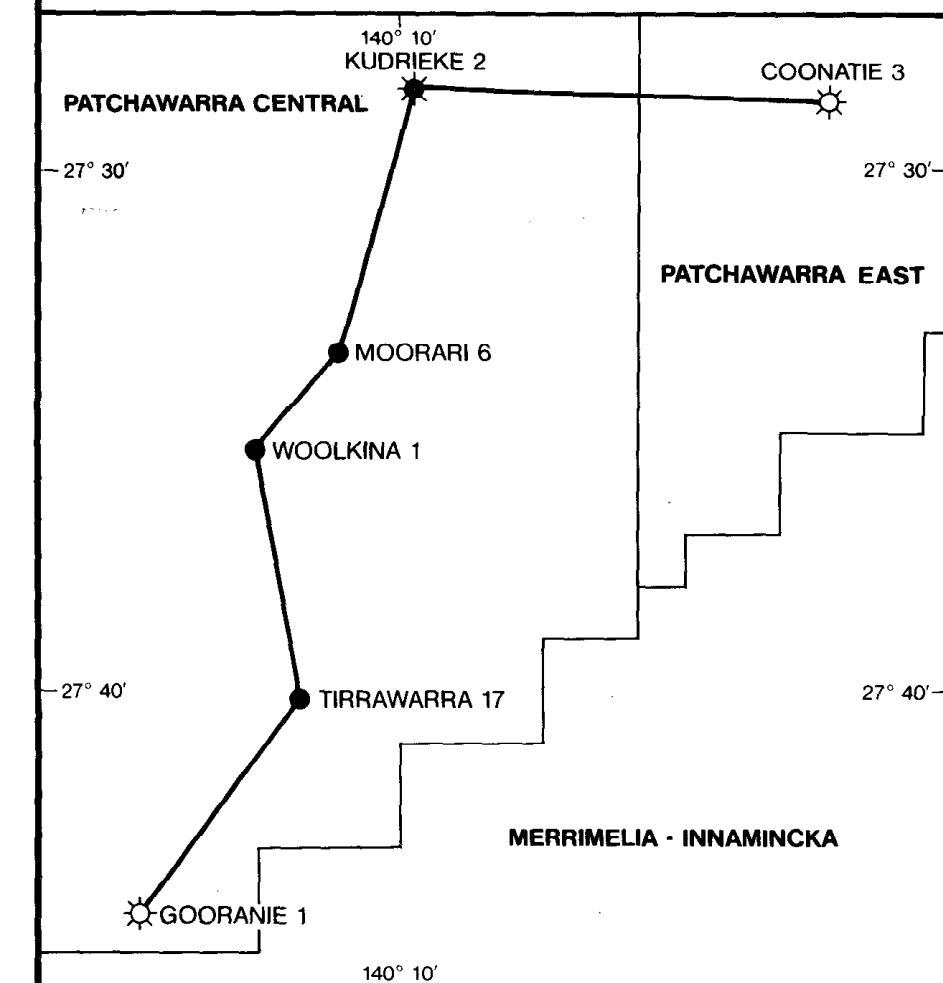 140° 10'
KUDRIEKE 2
COONATIE 3
PATCHAWARRA CENTRAL
27° 30'
27° 30'
PATCHAWARRA EAST
MOORARI 6
WOOLKINA 1
27° 40'
TIRRAWARRA 17
27° 40'
MERRIMELIA - INNAMINCKA
GOORANIE 1
140° 10'